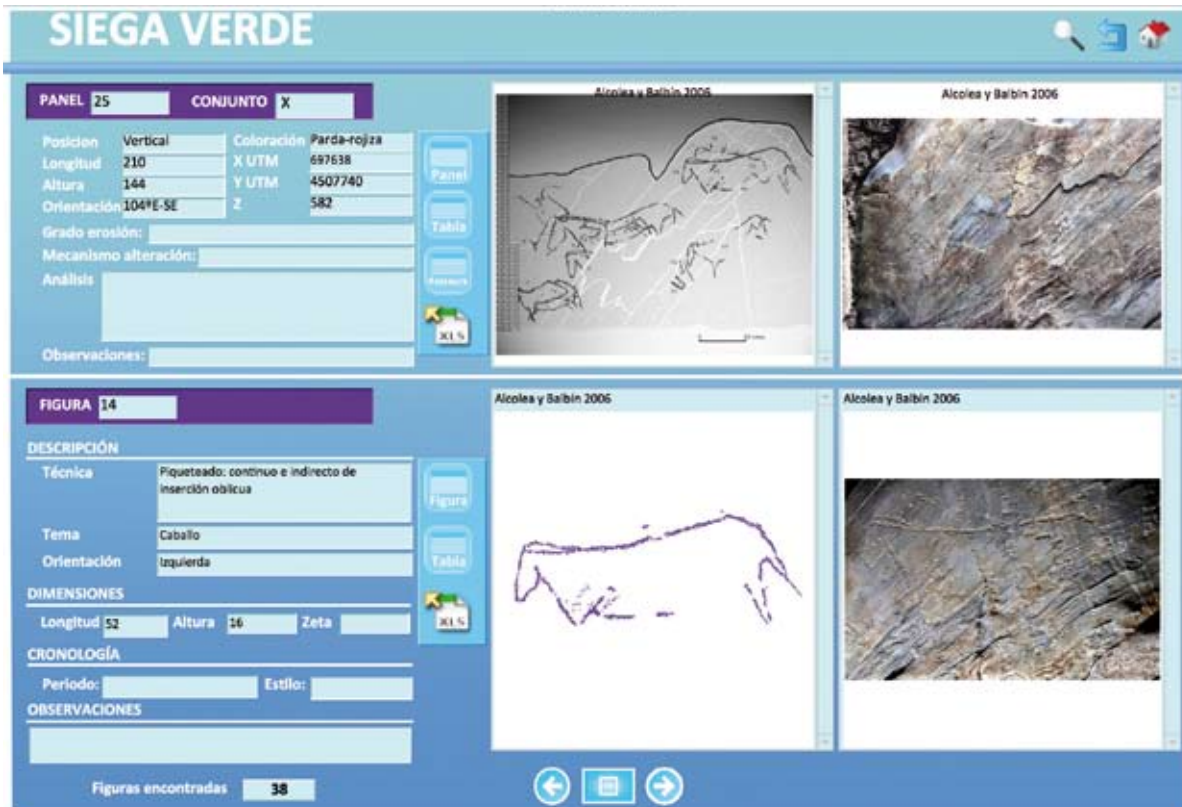 SIEGA VERDE
PANEL 25 CONJUNTO X
Posicion Vertical Coloración Parda-rojiza
Longitud 210 X UTM 697638
Altura 144 Y UTM 4507740
Orientación 104ºE-SE Z 582
Grado erosión:
Mecanismo alteración:
Análisis
Observaciones:
Panel
Tabla
XLS
Alcolea y Balbín 2006
Alcolea y Balbin 2006
FIGURA 14
DESCRIPCIÓN
Técnica Piqueteado: continuo e indirecto de
inserción oblicua
Tema Caballo
Orientación Izquierda
DIMENSIONES
Longitud 52 Altura 16 Zeta
CRONOLOGÍA
Periodo: Estilo:
OBSERVACIONES
Figuras encontradas 38
Figura
Tabla
XLS
Alcolea y Balbin 2006
Alcolea y Balbin 2006